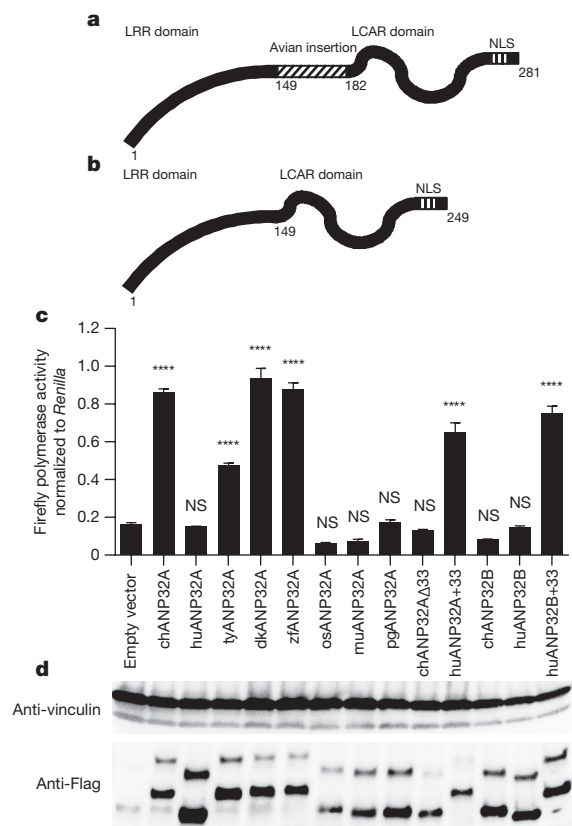 a
LRR domain
LCAR domain
Avian insertion
NLS
149
182
281
1
b
LRR domain
LCAR domain
NLS
149
249
1
c
Firefly polymerase activity
normalized to Renilla
1.2
1.0
0.8
0.6
0.4
0.2
0
****
NS
****
****
****
NS
NS
NS
NS
****
NS
NS
****
Empty vector
chANP32A
huANP32A
tyANP32A
dkANP32A
zfANP32A
osANP32A
muANP32A
pgANP32A
chANP32AΔ33
huANP32A+33
chANP32B
huANP32B
huANP32B+33
d
Anti-vinculin
Anti-Flag